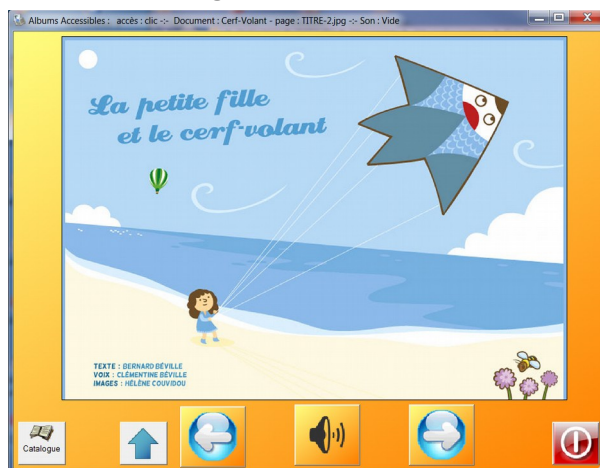 Albums Accessibles : accès : clic -:- Document : Cerf-Volant - page : TITRE-2.jpg -:- Son : Vide
La petite fille
et le cerf-volant
TEXTE : BERNARD BÉVILLE
VOIX : CLÉMENTINE BÉVILLE
IMAGES : HÉLÈNE COUVIDOU
Catalogue